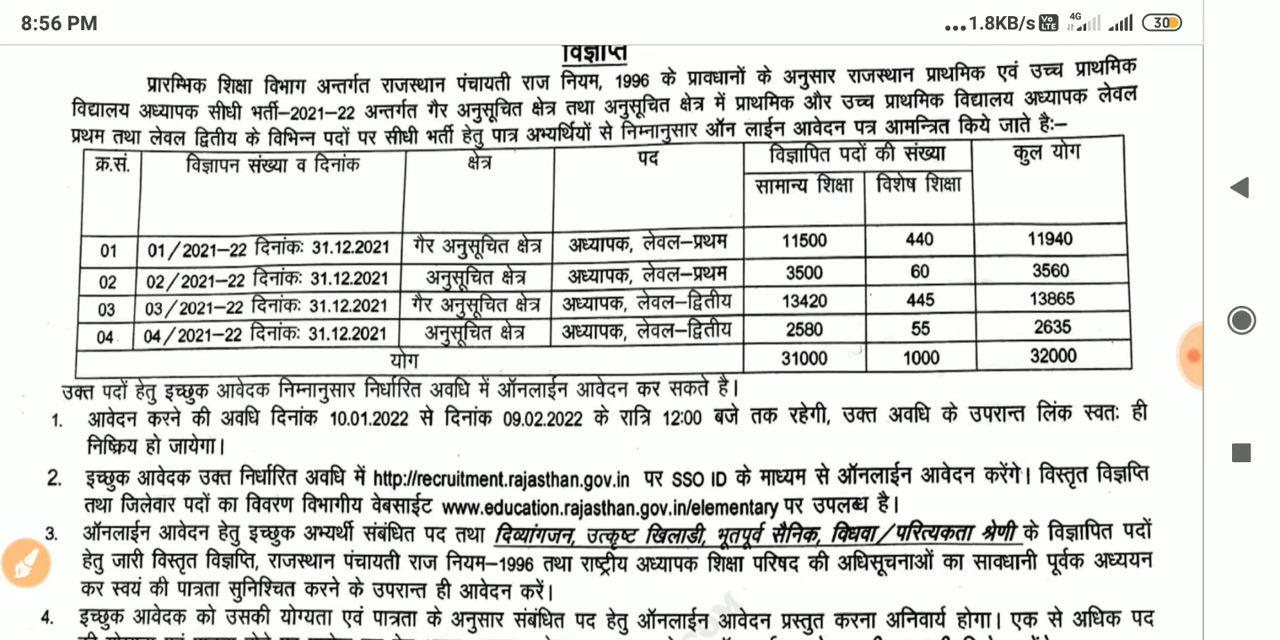 8:56 PM
...1.8KB/s Vo LTE 4G 30
विज्ञप्ति
प्रारम्भिक शिक्षा विभाग अन्तर्गत राजस्थान पंचायती राज नियम, 1996 के प्रावधानों के अनुसार राजस्थान प्राथमिक एवं उच्च प्राथमिक
विद्यालय अध्यापक सीधी भर्ती–2021–22 अन्तर्गत गैर अनुसूचित क्षेत्र तथा अनुसूचित क्षेत्र में प्राथमिक और उच्च प्राथमिक विद्यालय अध्यापक लेवल
प्रथम तथा लेवल द्वितीय के विभिन्न पदों पर सीधी भर्ती हेतु पात्र अभ्यर्थियों से निम्नानुसार ऑन लाईन आवेदन पत्र आमन्त्रित किये जाते हैः–
क्र.सं. विज्ञापन संख्या व दिनांक क्षेत्र पद विज्ञापित पदों की संख्या कुल योग
सामान्य शिक्षा विशेष शिक्षा
01 01/2021–22 दिनांकः 31.12.2021 गैर अनुसूचित क्षेत्र अध्यापक, लेवल–प्रथम 11500 440 11940
02 02/2021–22 दिनांकः 31.12.2021 अनुसूचित क्षेत्र अध्यापक, लेवल–प्रथम 3500 60 3560
03 03/2021–22 दिनांकः 31.12.2021 गैर अनुसूचित क्षेत्र अध्यापक, लेवल–द्वितीय 13420 445 13865
04 04/2021–22 दिनांकः 31.12.2021 अनुसूचित क्षेत्र अध्यापक, लेवल–द्वितीय 2580 55 2635
योग 31000 1000 32000
उक्त पदों हेतु इच्छुक आवेदक निम्नानुसार निर्धारित अवधि में ऑनलाईन आवेदन कर सकते है।
1. आवेदन करने की अवधि दिनांक 10.01.2022 से दिनांक 09.02.2022 के रात्रि 12:00 बजे तक रहेगी, उक्त अवधि के उपरान्त लिंक स्वतः ही
निष्क्रिय हो जायेगा।
2. इच्छुक आवेदक उक्त निर्धारित अवधि में http://recruitment.rajasthan.gov.in पर SSO ID के माध्यम से ऑनलाईन आवेदन करेंगे। विस्तृत विज्ञप्ति
तथा जिलेवार पदों का विवरण विभागीय वेबसाईट www.education.rajasthan.gov.in/elementary पर उपलब्ध है।
3. ऑनलाईन आवेदन हेतु इच्छुक अभ्यर्थी संबंधित पद तथा दिव्यांगजन, उत्कृष्ट खिलाडी, भूतपूर्व सैनिक, विधवा/परित्यकता श्रेणी के विज्ञापित पदों
हेतु जारी विस्तृत विज्ञप्ति, राजस्थान पंचायती राज नियम–1996 तथा राष्ट्रीय अध्यापक शिक्षा परिषद की अधिसूचनाओं का सावधानी पूर्वक अध्ययन
कर स्वयं की पात्रता सुनिश्चित करने के उपरान्त ही आवेदन करें।
4. इच्छुक आवेदक को उसकी योग्यता एवं पात्रता के अनुसार संबंधित पद हेतु ऑनलाईन आवेदन प्रस्तुत करना अनिवार्य होगा। एक से अधिक पद